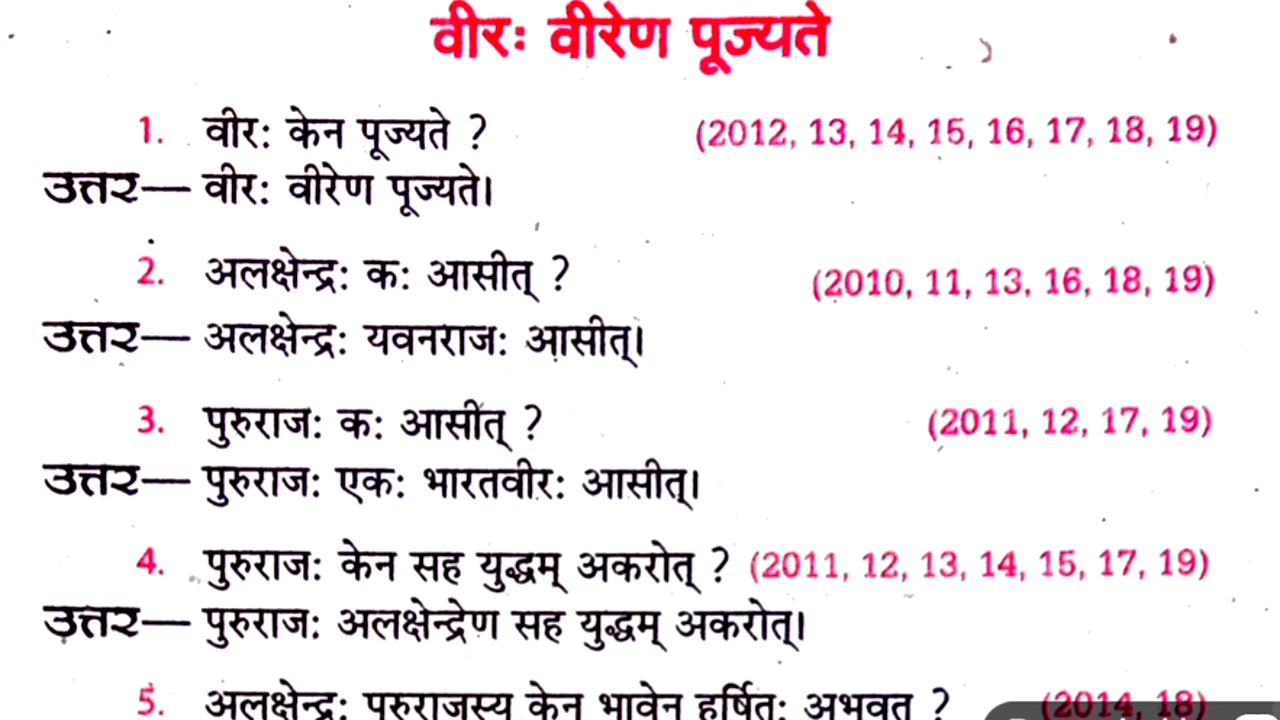 वीरः वीरेण पूज्यते
1. वीरः केन पूज्यते ? (2012, 13, 14, 15, 16, 17, 18, 19)
उत्तर— वीरः वीरेण पूज्यते।
2. अलक्षेन्द्रः कः आसीत् ? (2010, 11, 13, 16, 18, 19)
उत्तर— अलक्षेन्द्रः यवनराजः आसीत्।
3. पुरुराजः कः आसीत् ? (2011, 12, 17, 19)
उत्तर— पुरुराजः एकः भारतवीरः आसीत्।
4. पुरुराजः केन सह युद्धम् अकरोत् ? (2011, 12, 13, 14, 15, 17, 19)
उत्तर— पुरुराजः अलक्षेन्द्रेण सह युद्धम् अकरोत्।
5. अलक्षेन्द्रः पुरुराजस्य केन भावेन हर्षितः अभवत् ? (2014, 18)